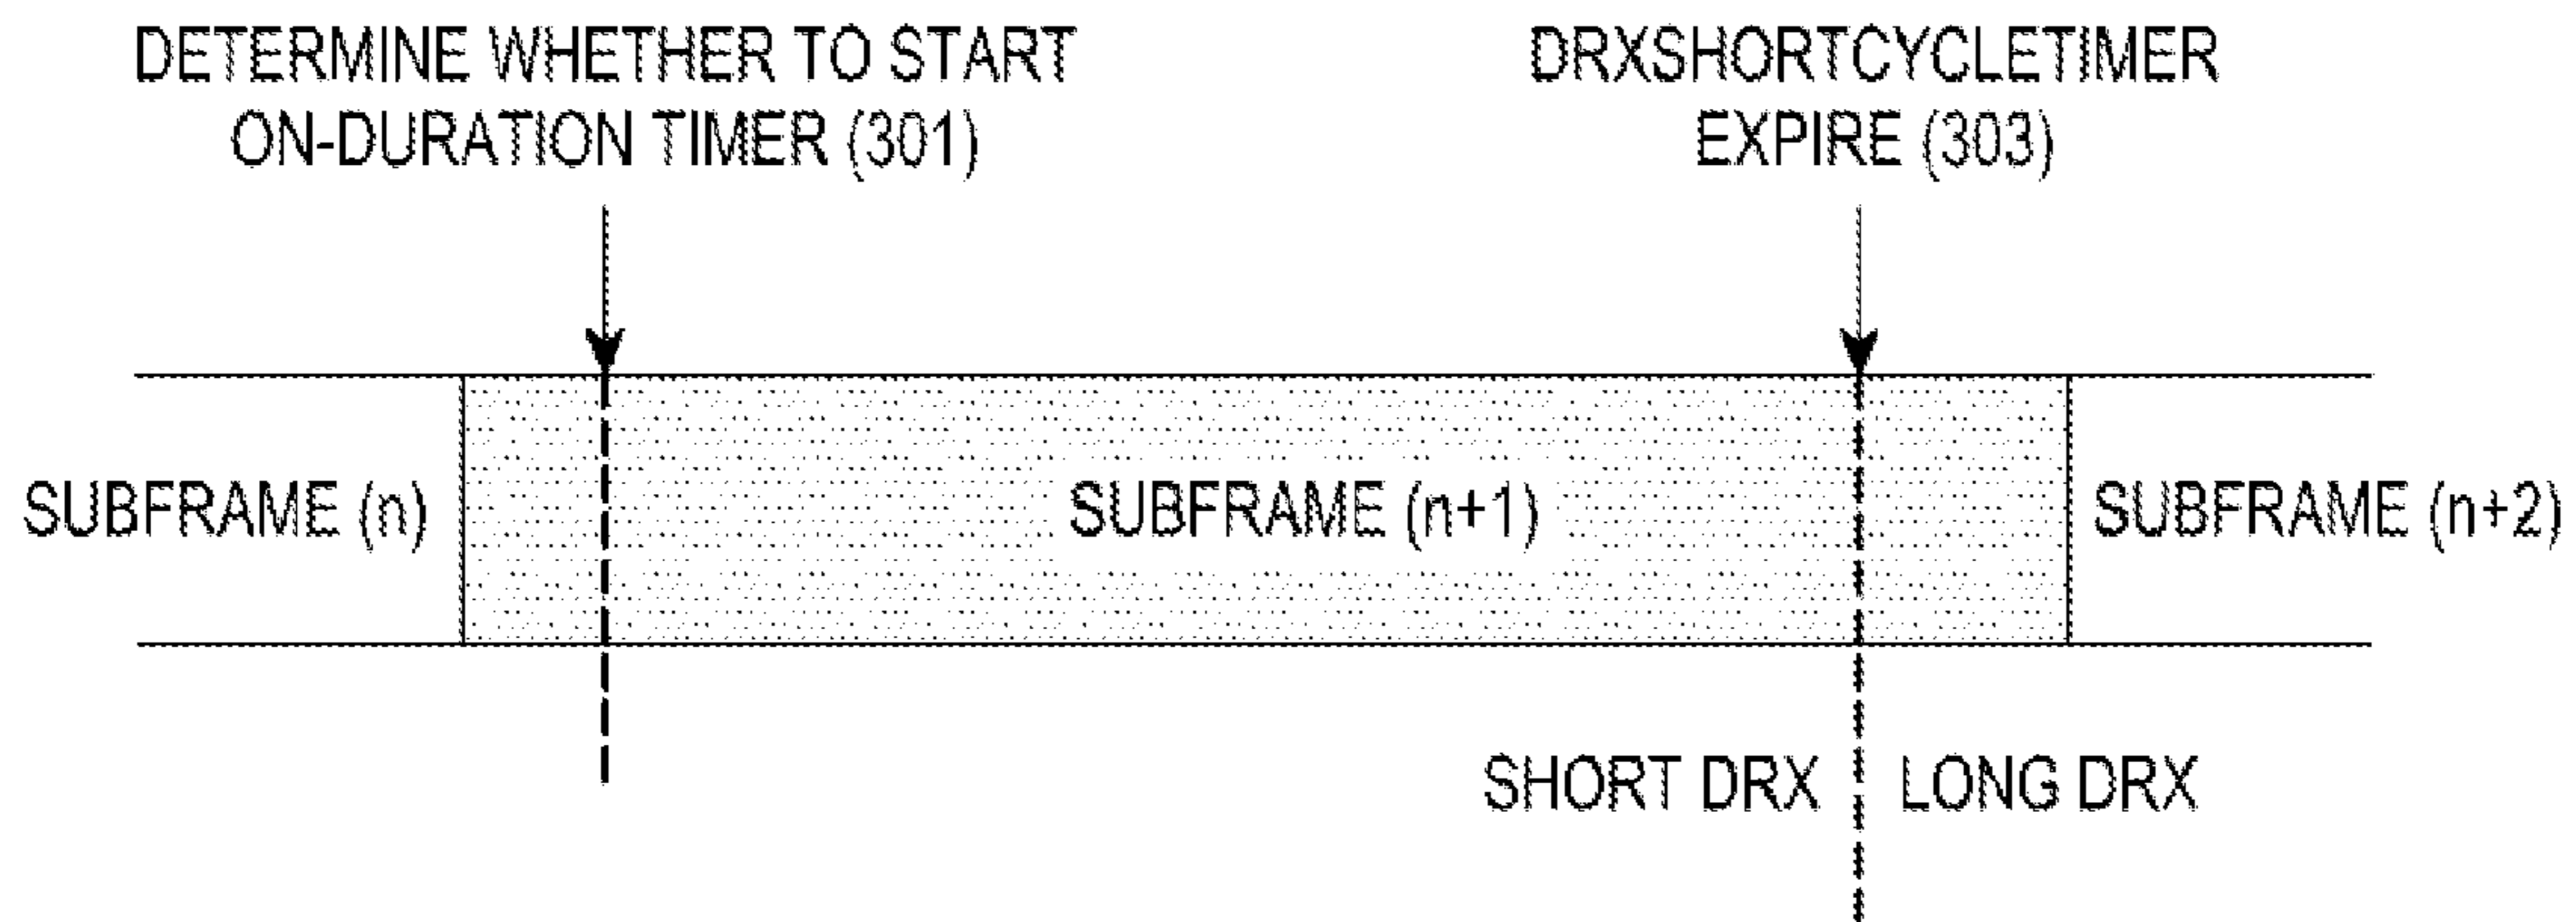 DETERMINE WHETHER TO START
ON-DURATION TIMER (301)
DRXSHORTCYCLETIMER
EXPIRE (303)
SUBFRAME (n)
SUBFRAME (n+1)
SUBFRAME (n+2)
SHORT DRX
LONG DRX